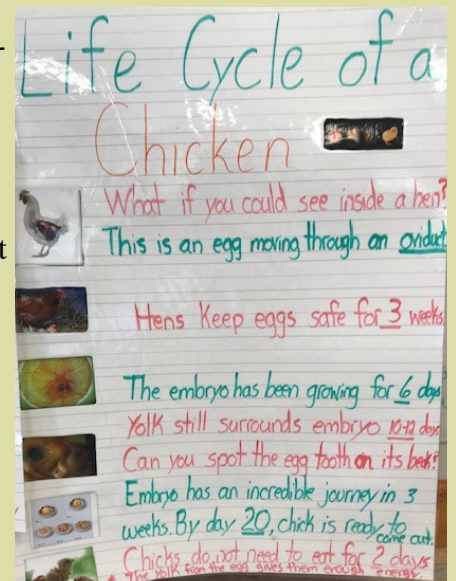 Life Cycle of a
Chicken
What if you could see inside a hen?
This is an egg moving through an oviduct
Hens Keep eggs safe for 3 weeks
The embryo has been growing for 6 days
Yolk still surrounds embryo 10-12 days
Can you spot the egg tooth on its beak?
Embryo has an incredible journey in 3
weeks. By day 20, chick is ready to
come out.
Chicks do not need to eat for 2 days
* The yolk from the egg gives them enough energy